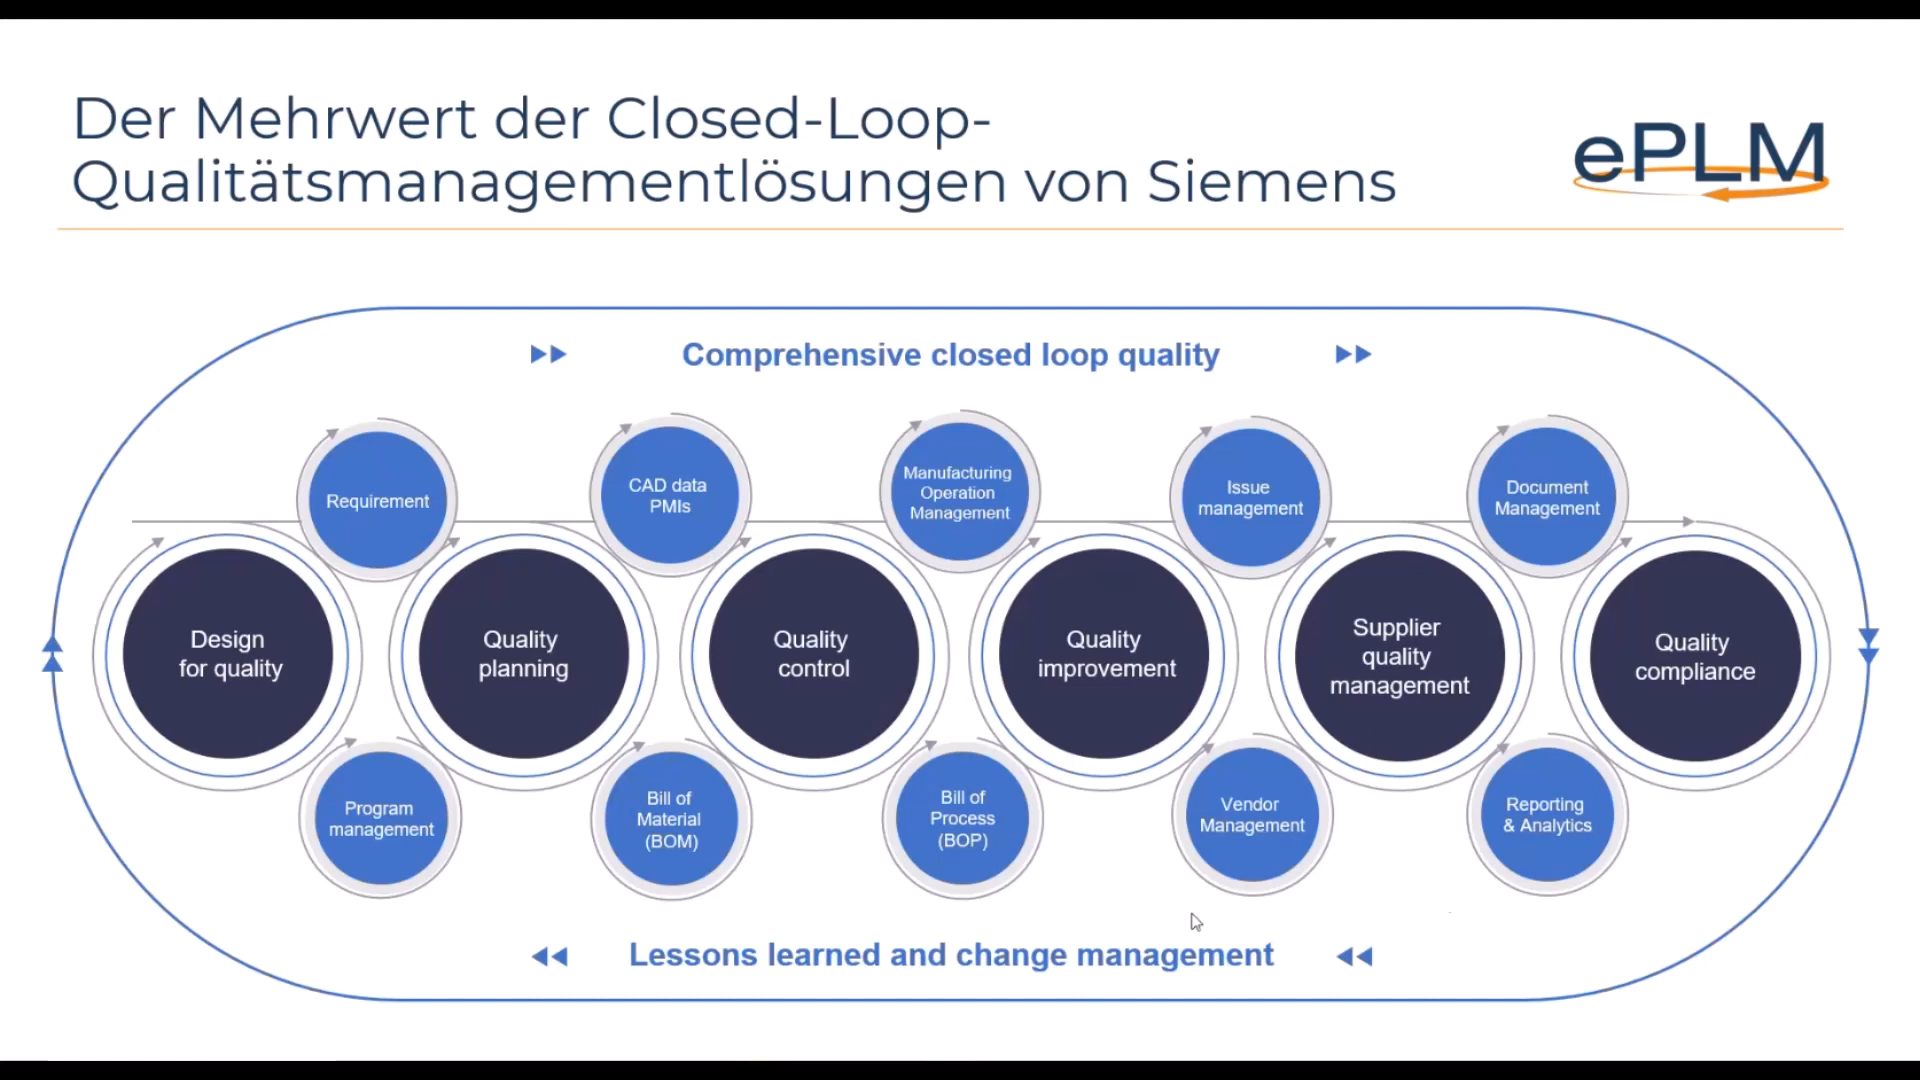 Der Mehrwert der Closed-Loop-
Qualitätsmanagementlösungen von Siemens
ePLM
Comprehensive closed loop quality
Requirement
CAD data
PMIs
Manufacturing
Operation
Management
Issue
management
Document
Management
Design
for quality
Quality
planning
Quality
control
Quality
improvement
Supplier
quality
management
Quality
compliance
Program
management
Bill of
Material
(BOM)
Bill of
Process
(BOP)
Vendor
Management
Reporting
& Analytics
Lessons learned and change management